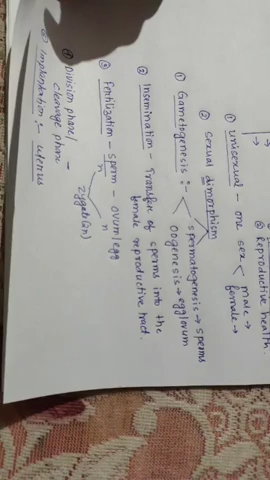 ⑥ Reproductive health.
① unisexual – one sex < male →
female →
② sexual dimorphism
① Gametogenesis :- < spermatogenesis → sperms
Oogenesis → egg/ovum
② Insemination – Transfer of sperms into the
female reproductive tract.
③ fertilization – sperm – ovum/egg
n n
zygote(2n)
④ Division phase/ –
cleavage phase
⑤ Implantation :- uterus